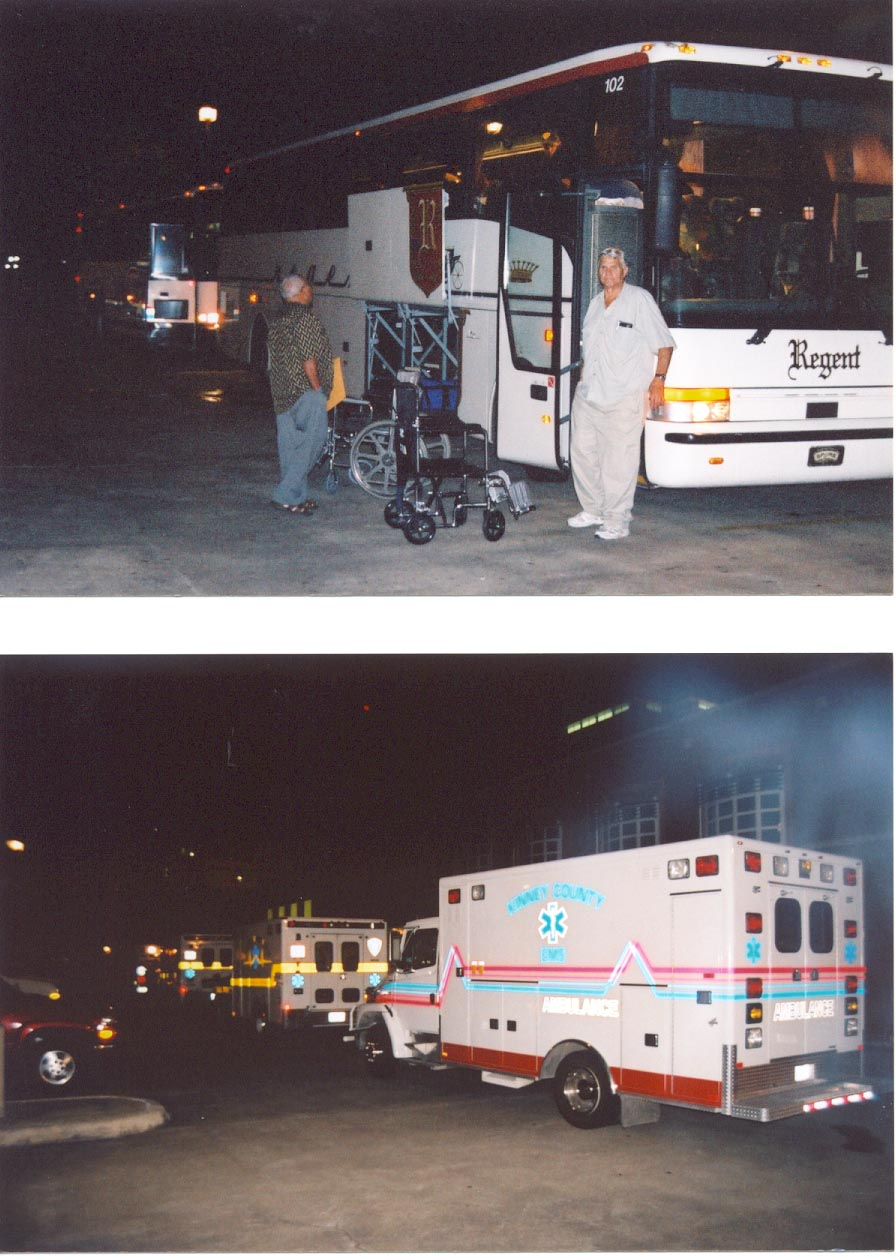 102
R
Regent
KINNEY COUNTY
EMS
AMBULANCE
AMBULANCE